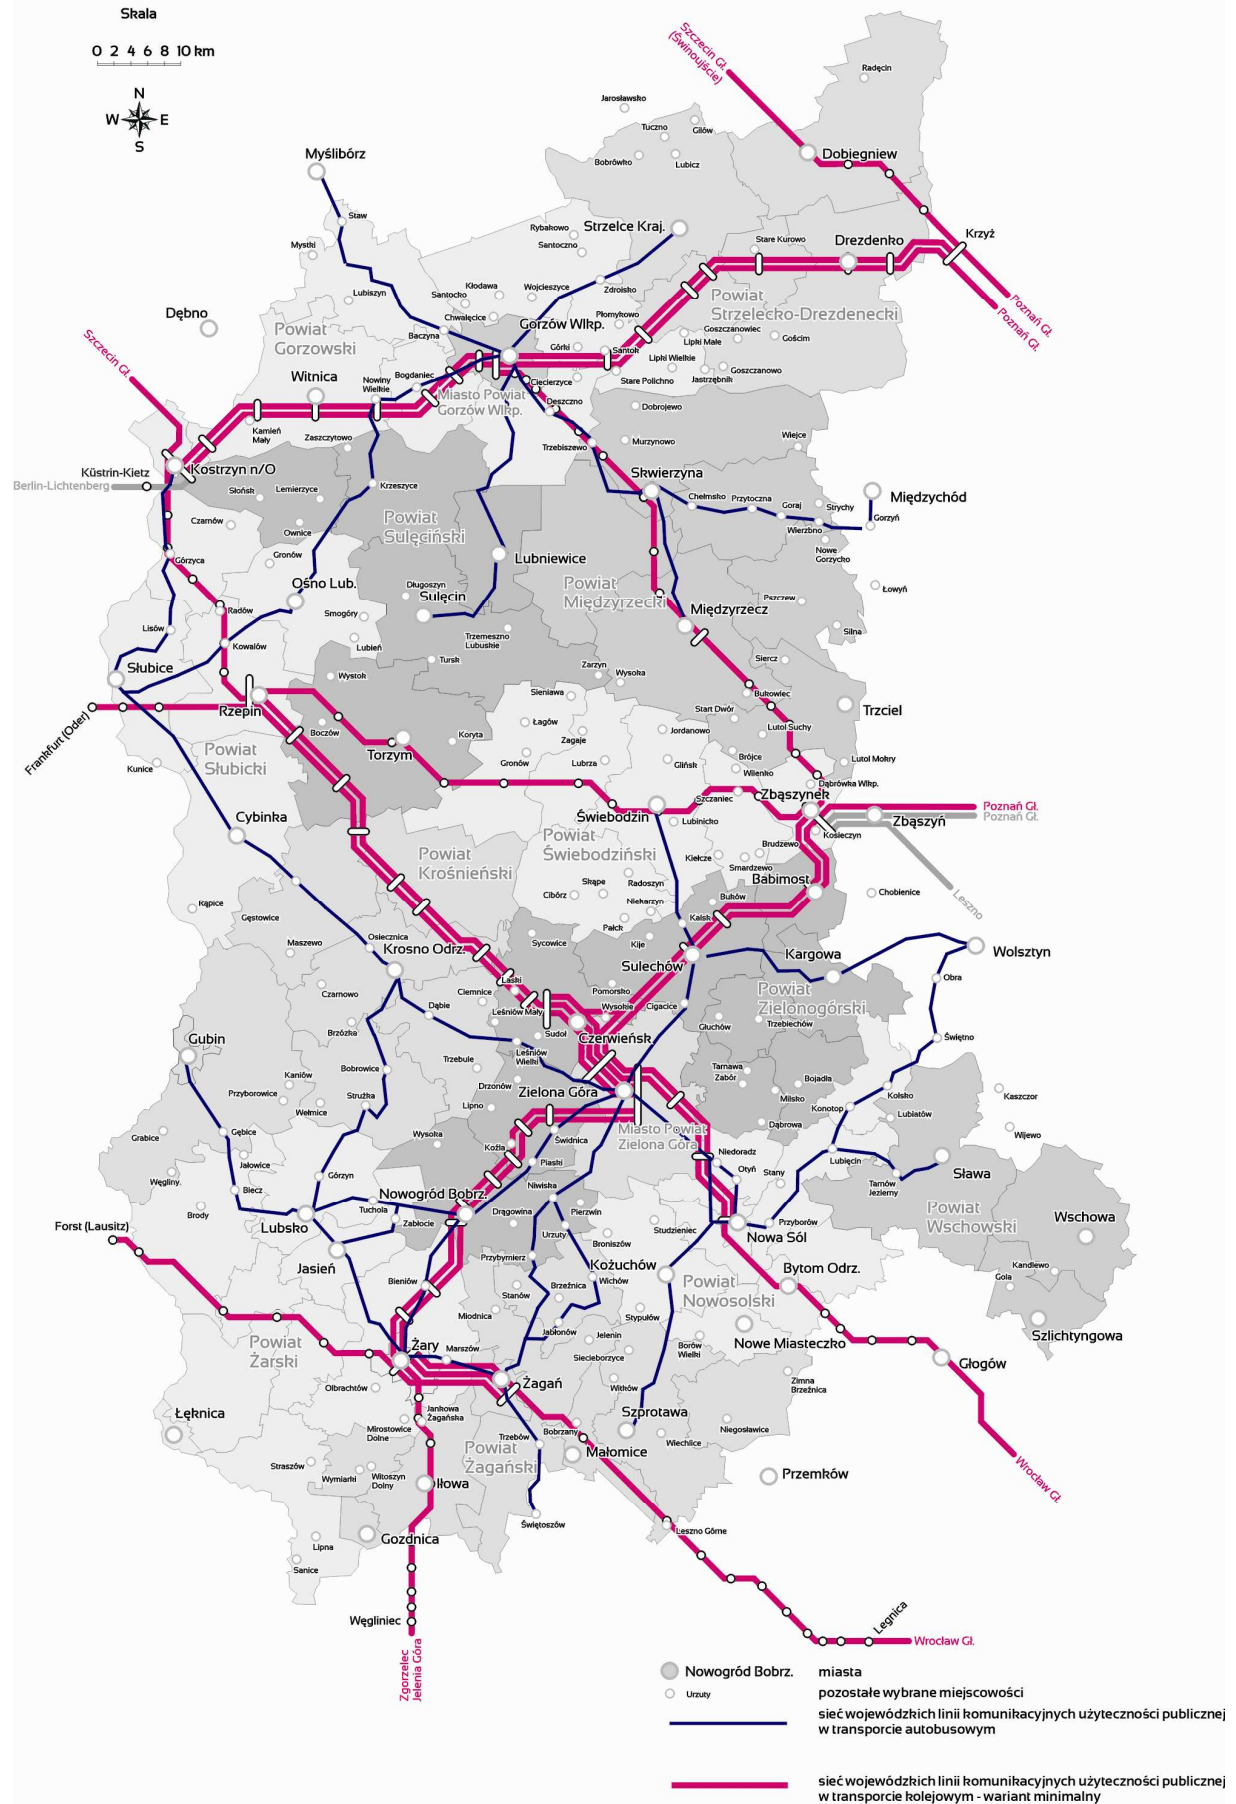 Skala
0 2 4 6 8 10 km
N
W E
S
Szczecin Gł.
(Świnoujście)
Radęcin
Jarosławsko
Tuczno
Gilów
Bobrówko
Lubicz
Dobiegniew
Myślibórz
Staw
Mystki
Rybakowo
Santoczno
Strzelce Kraj.
Stare Kurowo
Drezdenko
Krzyż
Poznań Gł.
Poznań Gł.
Dębno
Lubiszyn
Kłodawa
Santocko
Wojcieszyce
Zdroisko
Chwalęcice
Powiat
Strzelecko-Drezdenecki
Powiat
Gorzowski
Baczyna
Gorzów Wlkp.
Płomykowo
Goszczanowiec
Gościm
Lipki Małe
Górki
Santok
Lipki Wielkie
Goszczanowo
Stare Polichno
Jastrzębnik
Szczecin Gł.
Witnica
Nowiny
Wielkie
Bogdaniec
Ciecierzyce
Miasto Powiat
Gorzów Wlkp.
Deszczno
Dobrojewo
Kamień
Mały
Zaszczytowo
Trzebiszewo
Murzynowo
Wiejce
Küstrin-Kietz
Berlin-Lichtenberg
Kostrzyn n/O
Słońsk
Lemierzyce
Krzeszyce
Skwierzyna
Chełmsko
Przytoczna
Goraj
Strychy
Międzychód
Gorzyń
Wierzbno
Nowe
Gorzycko
Czarnów
Ownice
Powiat
Sulęciński
Górzyca
Gronów
Lubniewice
Ośno Lub.
Długoszyn
Sulęcin
Powiat
Międzyrzecki
Łowyń
Pszczew
Radów
Smogóry
Międzyrzecz
Silna
Lisów
Kowalów
Lubień
Trzemeszno
Lubuskie
Tursk
Słubice
Wystok
Zarzyn
Wysoka
Siercz
Sieniawa
Bukowiec
Rzepin
Start Dwór
Trzciel
Frankfurt (Oder)
Boczów
Łagów
Jordanowo
Lutol Suchy
Koryta
Zagaje
Powiat
Słubicki
Torzym
Gronów
Lubrza
Glińsk
Brójce
Wilenko
Lutol Mokry
Kunice
Dąbrówka Wlkp.
Szczaniec
Zbąszynek
Poznań Gł.
Poznań Gł.
Cybinka
Świebodzin
Lubinicko
Kosieczyn
Zbąszyń
Powiat
Świebodziński
Brudzewo
Powiat
Krośnieński
Kiełcze
Smardzewo
Babimost
Leszno
Radoszyn
Skąpe
Cibórz
Niekarzyn
Buków
Chobienice
Kąpice
Gęstowice
Kalsk
Osiecznica
Maszewo
Krosno Odrz.
Sycowice
Pałck
Kije
Sulechów
Kargowa
Wolsztyn
Laski
Ciemnice
Pomorsko
Powiat
Zielonogórski
Obra
Czarnowo
Dąbie
Leśniów Mały
Wysokie
Cigacice
Brzózka
Sudoł
Czerwieńsk
Głuchów
Trzebiechów
Gubin
Trzebule
Leśniów
Wielki
Świętno
Bobrowice
Drzonów
Tarnawa
Zabór
Bojadła
Kaniów
Przyborowice
Zielona Góra
Milsko
Kolsko
Kaszczor
Strużka
Lipno
Konotop
Lubiatów
Wełmice
Miasto Powiat
Zielona Góra
Dąbrowa
Wijewo
Grabice
Gębice
Wysoka
Koźla
Świdnica
Niedoradz
Jałowice
Piaski
Otyń
Stany
Lubięcin
Sława
Węgliny
Górzyn
Niwiska
Tarnów
Jezierny
Biecz
Nowogród Bobrz.
Brody
Tuchola
Drągowina
Pierzwin
Powiat
Wschowski
Wschowa
Forst (Lausitz)
Lubsko
Zabłocie
Studzieniec
Przyborów
Nowa Sól
Urzuty
Broniszów
Przybymierz
Kożuchów
Bytom Odrz.
Jasień
Bieniów
Brzeźnica
Wichów
Kandlewo
Gola
Stanów
Powiat
Nowosolski
Miodnica
Stypułów
Powiat
Żarski
Jabłonów
Jelenin
Nowe Miasteczko
Szlichtyngowa
Żary
Marszów
Siecieborzyce
Borów
Wielki
Głogów
Olbrachtów
Żagań
Witków
Zimna
Brzeźnica
Łęknica
Jankowa
Żagańska
Mirostowice
Dolne
Trzebów
Bobrzany
Szprotawa
Niegosławice
Wiechlice
Powiat
Żagański
Małomice
Straszów
Wymiarki
Witoszyn
Dolny
Iłowa
Przemków
Wrocław Gł.
Lipna
Gozdnica
Świętoszów
Leszno Górne
Sanice
Węgliniec
Legnica
Wrocław Gł.
Zgorzelec
Jelenia Góra
Nowogród Bobrz. miasta
Urzuty pozostałe wybrane miejscowości
sieć wojewódzkich linii komunikacyjnych użyteczności publicznej
w transporcie autobusowym
sieć wojewódzkich linii komunikacyjnych użyteczności publicznej
w transporcie kolejowym - wariant minimalny